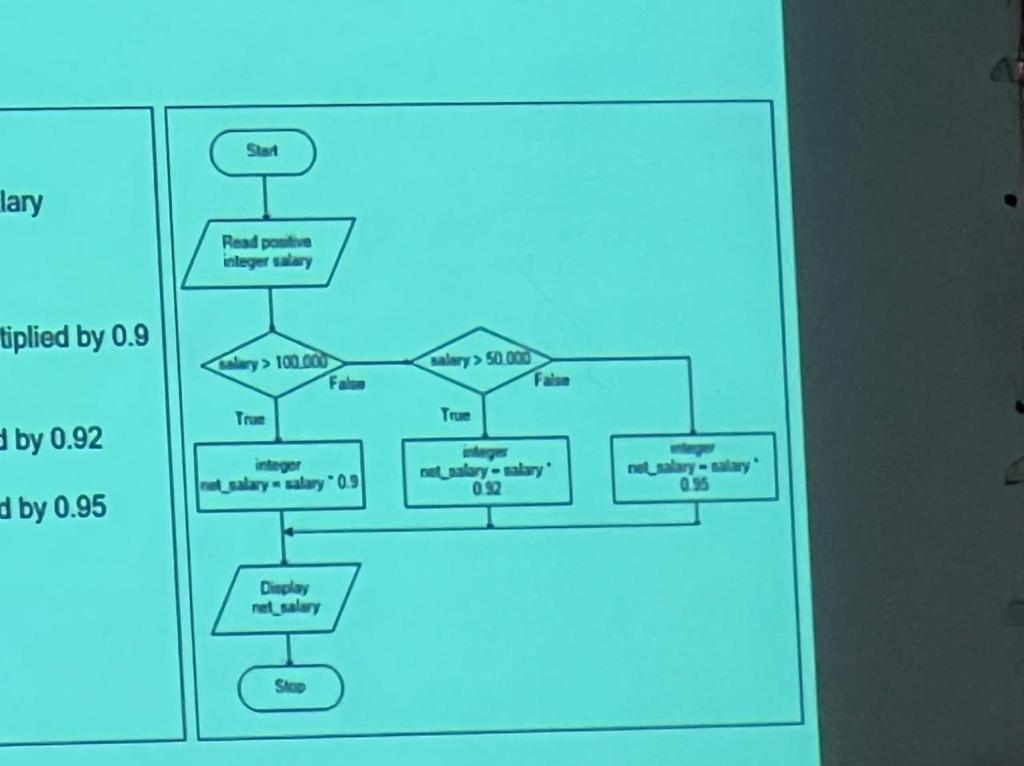 lary
tiplied by 0.9
d by 0.92
d by 0.95
Start
Read positive
integer salary
salary > 100,000
False
True
salary > 50,000
False
True
integer
net_salary = salary * 0.9
integer
net_salary = salary *
0.92
integer
net_salary = salary *
0.95
Display
net_salary
Stop